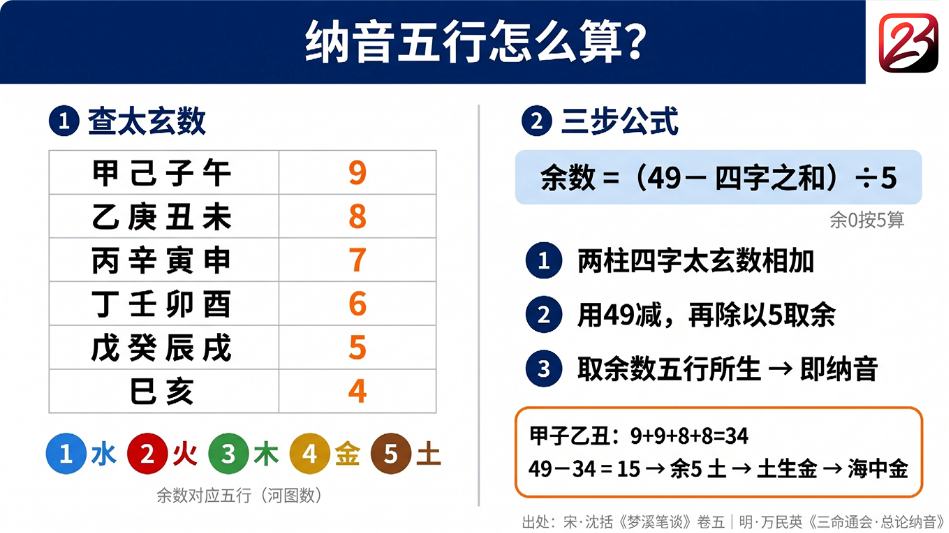 纳音五行怎么算？
23
1 查太玄数
甲己子午 9
乙庚丑未 8
丙辛寅申 7
丁壬卯酉 6
戊癸辰戌 5
巳亥 4
1 水 2 火 3 木 4 金 5 土
余数对应五行（河图数）
2 三步公式
余数 =（49－四字之和）÷5
余0按5算
1 两柱四字太玄数相加
2 用49减，再除以5取余
3 取余数五行所生 → 即纳音
甲子乙丑：9+9+8+8=34
49－34 = 15 → 余5 土 → 土生金 → 海中金
出处：宋·沈括《梦溪笔谈》卷五｜明·万民英《三命通会·总论纳音》